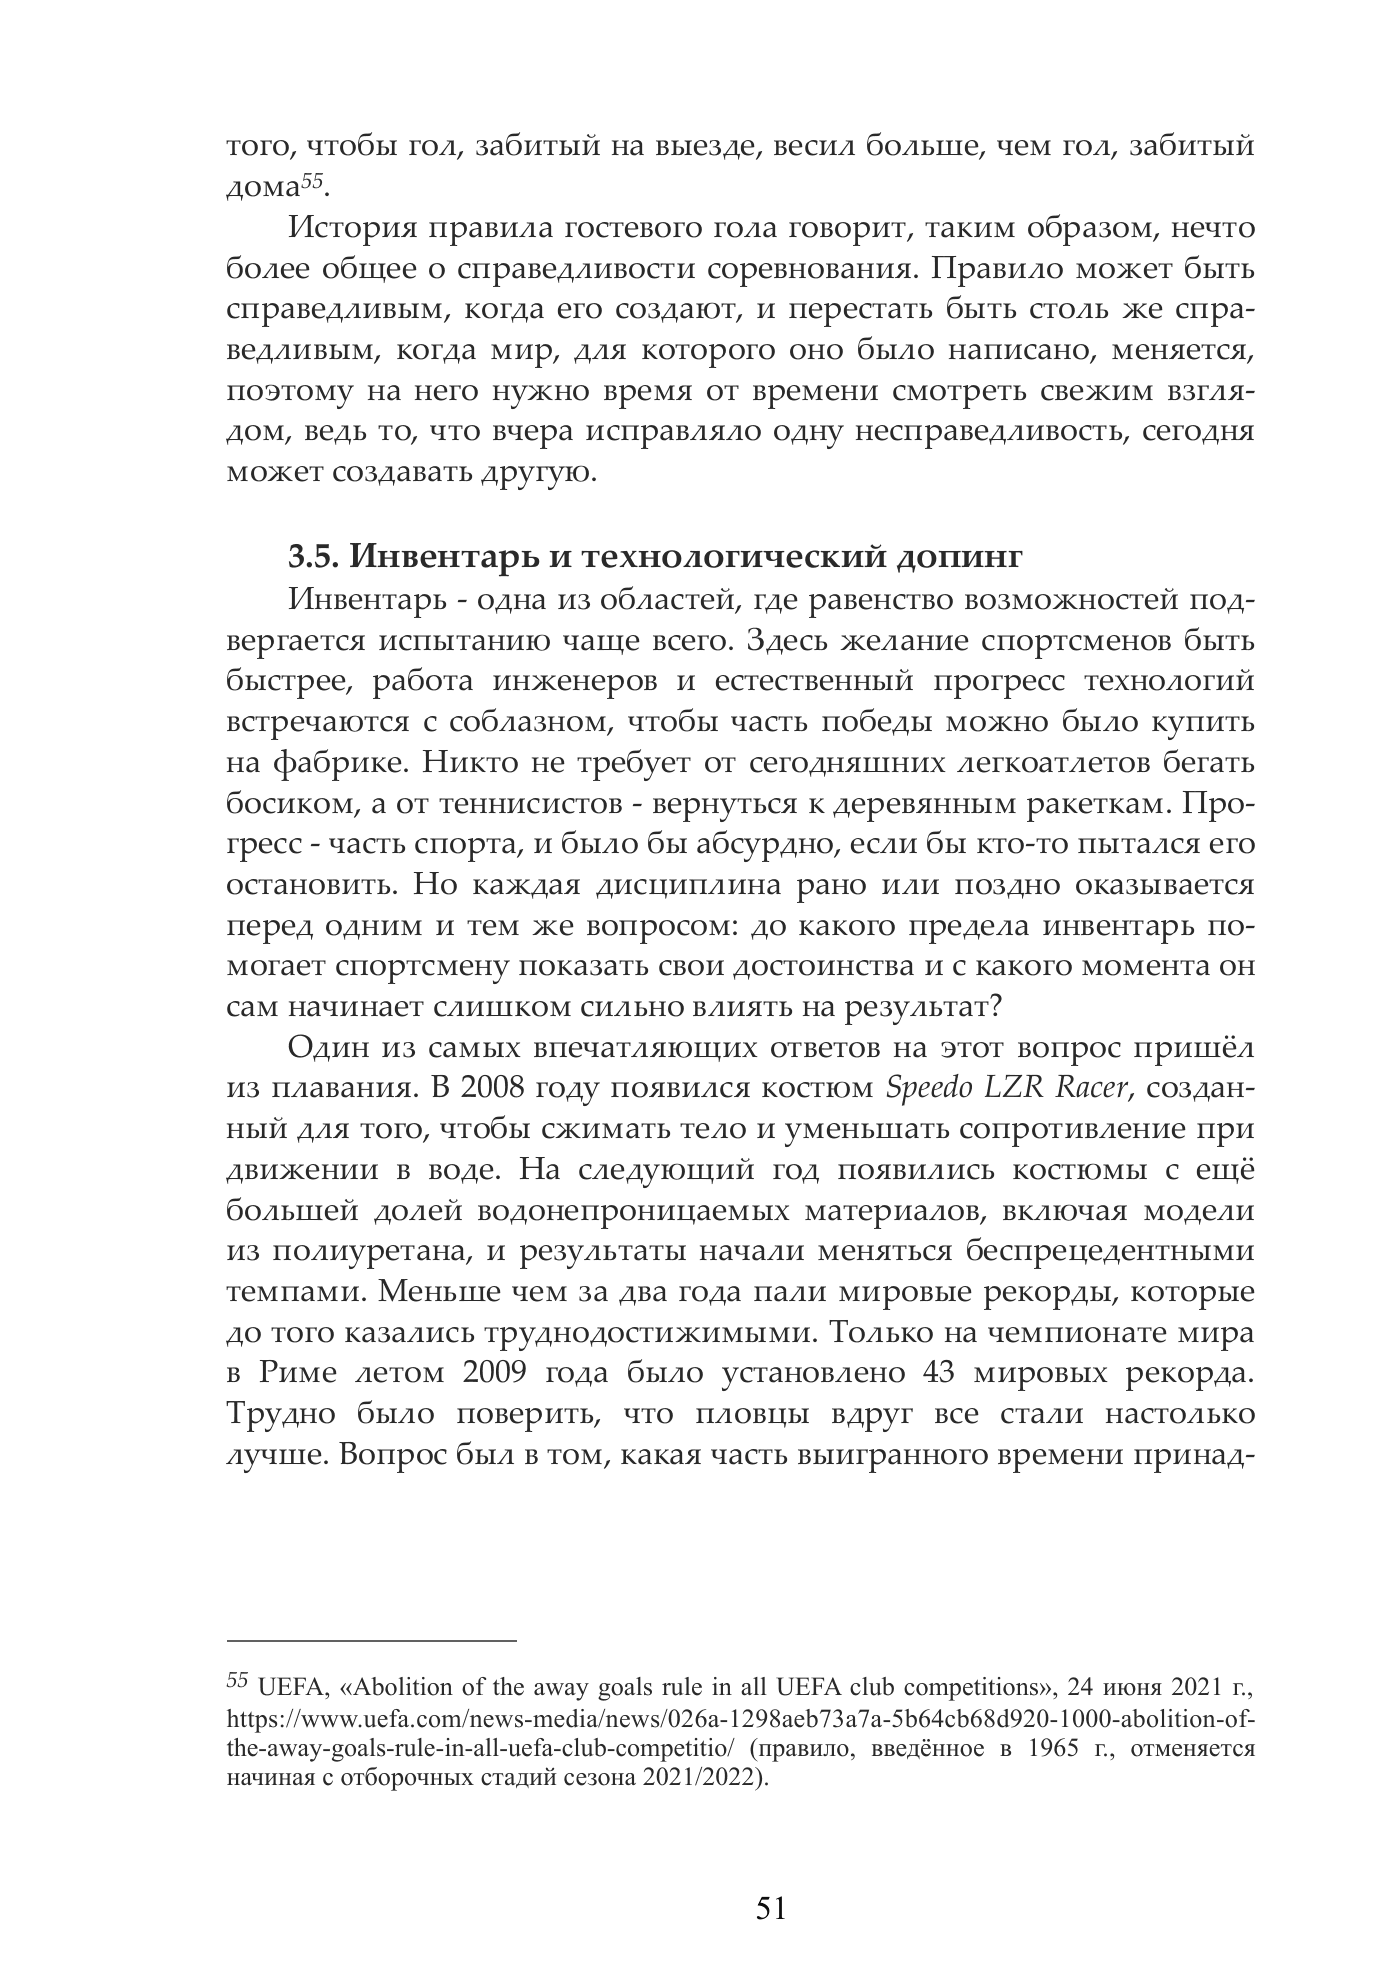 того, чтобы гол, забитый на выезде, весил больше, чем гол, забитый
дома55.
История правила гостевого гола говорит, таким образом, нечто
более общее о справедливости соревнования. Правило может быть
справедливым, когда его создают, и перестать быть столь же спра-
ведливым, когда мир, для которого оно было написано, меняется,
поэтому на него нужно время от времени смотреть свежим взгля-
дом, ведь то, что вчера исправляло одну несправедливость, сегодня
может создавать другую.
3.5. Инвентарь и технологический допинг
Инвентарь - одна из областей, где равенство возможностей под-
вергается испытанию чаще всего. Здесь желание спортсменов быть
быстрее, работа инженеров и естественный прогресс технологий
встречаются с соблазном, чтобы часть победы можно было купить
на фабрике. Никто не требует от сегодняшних легкоатлетов бегать
босиком, а от теннисистов - вернуться к деревянным ракеткам. Про-
гресс - часть спорта, и было бы абсурдно, если бы кто-то пытался его
остановить. Но каждая дисциплина рано или поздно оказывается
перед одним и тем же вопросом: до какого предела инвентарь по-
могает спортсмену показать свои достоинства и с какого момента он
сам начинает слишком сильно влиять на результат?
Один из самых впечатляющих ответов на этот вопрос пришёл
из плавания. В 2008 году появился костюм Speedo LZR Racer, создан-
ный для того, чтобы сжимать тело и уменьшать сопротивление при
движении в воде. На следующий год появились костюмы с ещё
большей долей водонепроницаемых материалов, включая модели
из полиуретана, и результаты начали меняться беспрецедентными
темпами. Меньше чем за два года пали мировые рекорды, которые
до того казались труднодостижимыми. Только на чемпионате мира
в Риме летом 2009 года было установлено 43 мировых рекорда.
Трудно было поверить, что пловцы вдруг все стали настолько
лучше. Вопрос был в том, какая часть выигранного времени принад-
55 UEFA, «Abolition of the away goals rule in all UEFA club competitions», 24 июня 2021 г.,
https://www.uefa.com/news-media/news/026a-1298aeb73a7a-5b64cb68d920-1000-abolition-of-
the-away-goals-rule-in-all-uefa-club-competitio/ (правило, введённое в 1965 г., отменяется
начиная с отборочных стадий сезона 2021/2022).
51